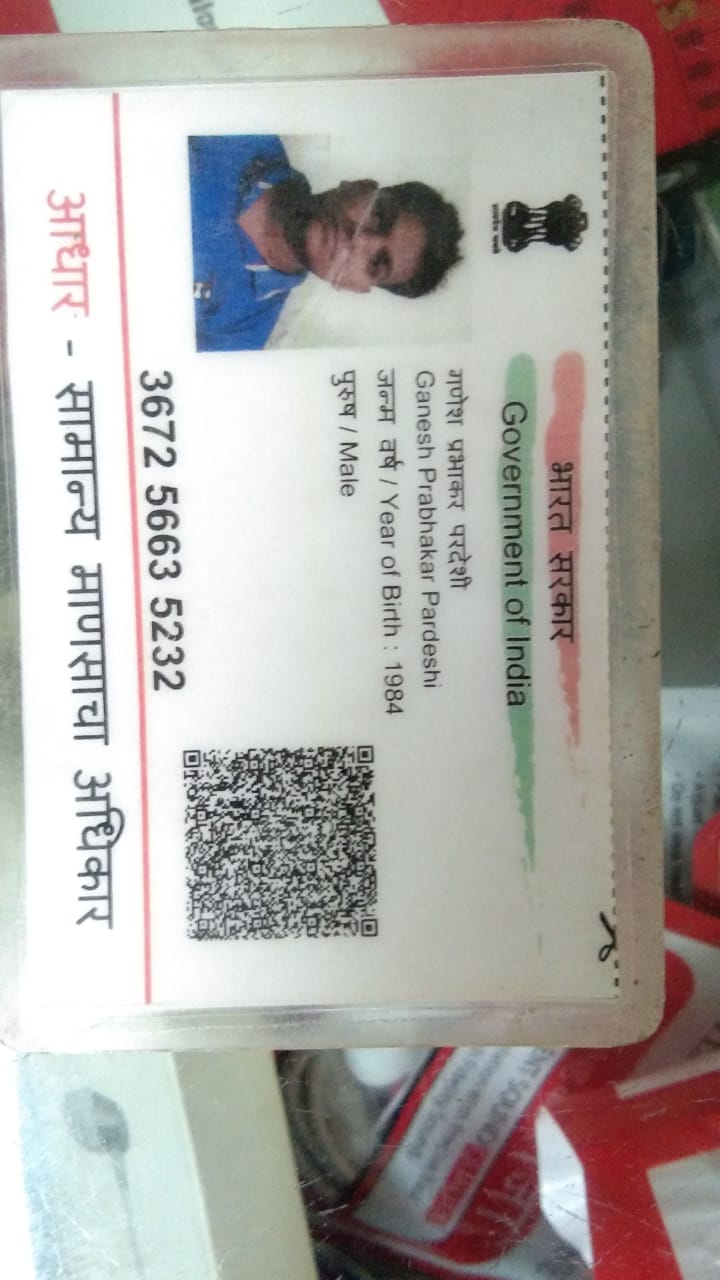 भारत सरकार
Government of India
गणेश प्रभाकर परदेशी
Ganesh Prabhakar Pardeshi
जन्म वर्ष / Year of Birth : 1984
पुरुष / Male
3672 5663 5232
आधार - सामान्य माणसाचा अधिकार